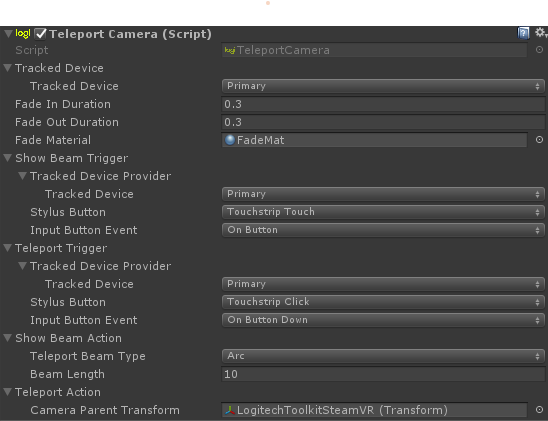 logi Teleport Camera (Script)
Script logi TeleportCamera
Tracked Device
Tracked Device Primary
Fade In Duration 0.3
Fade Out Duration 0.3
Fade Material FadeMat
Show Beam Trigger
Tracked Device Provider
Tracked Device Primary
Stylus Button Touchstrip Touch
Input Button Event On Button
Teleport Trigger
Tracked Device Provider
Tracked Device Primary
Stylus Button Touchstrip Click
Input Button Event On Button Down
Show Beam Action
Teleport Beam Type Arc
Beam Length 10
Teleport Action
Camera Parent Transform LogitechToolkitSteamVR (Transform)